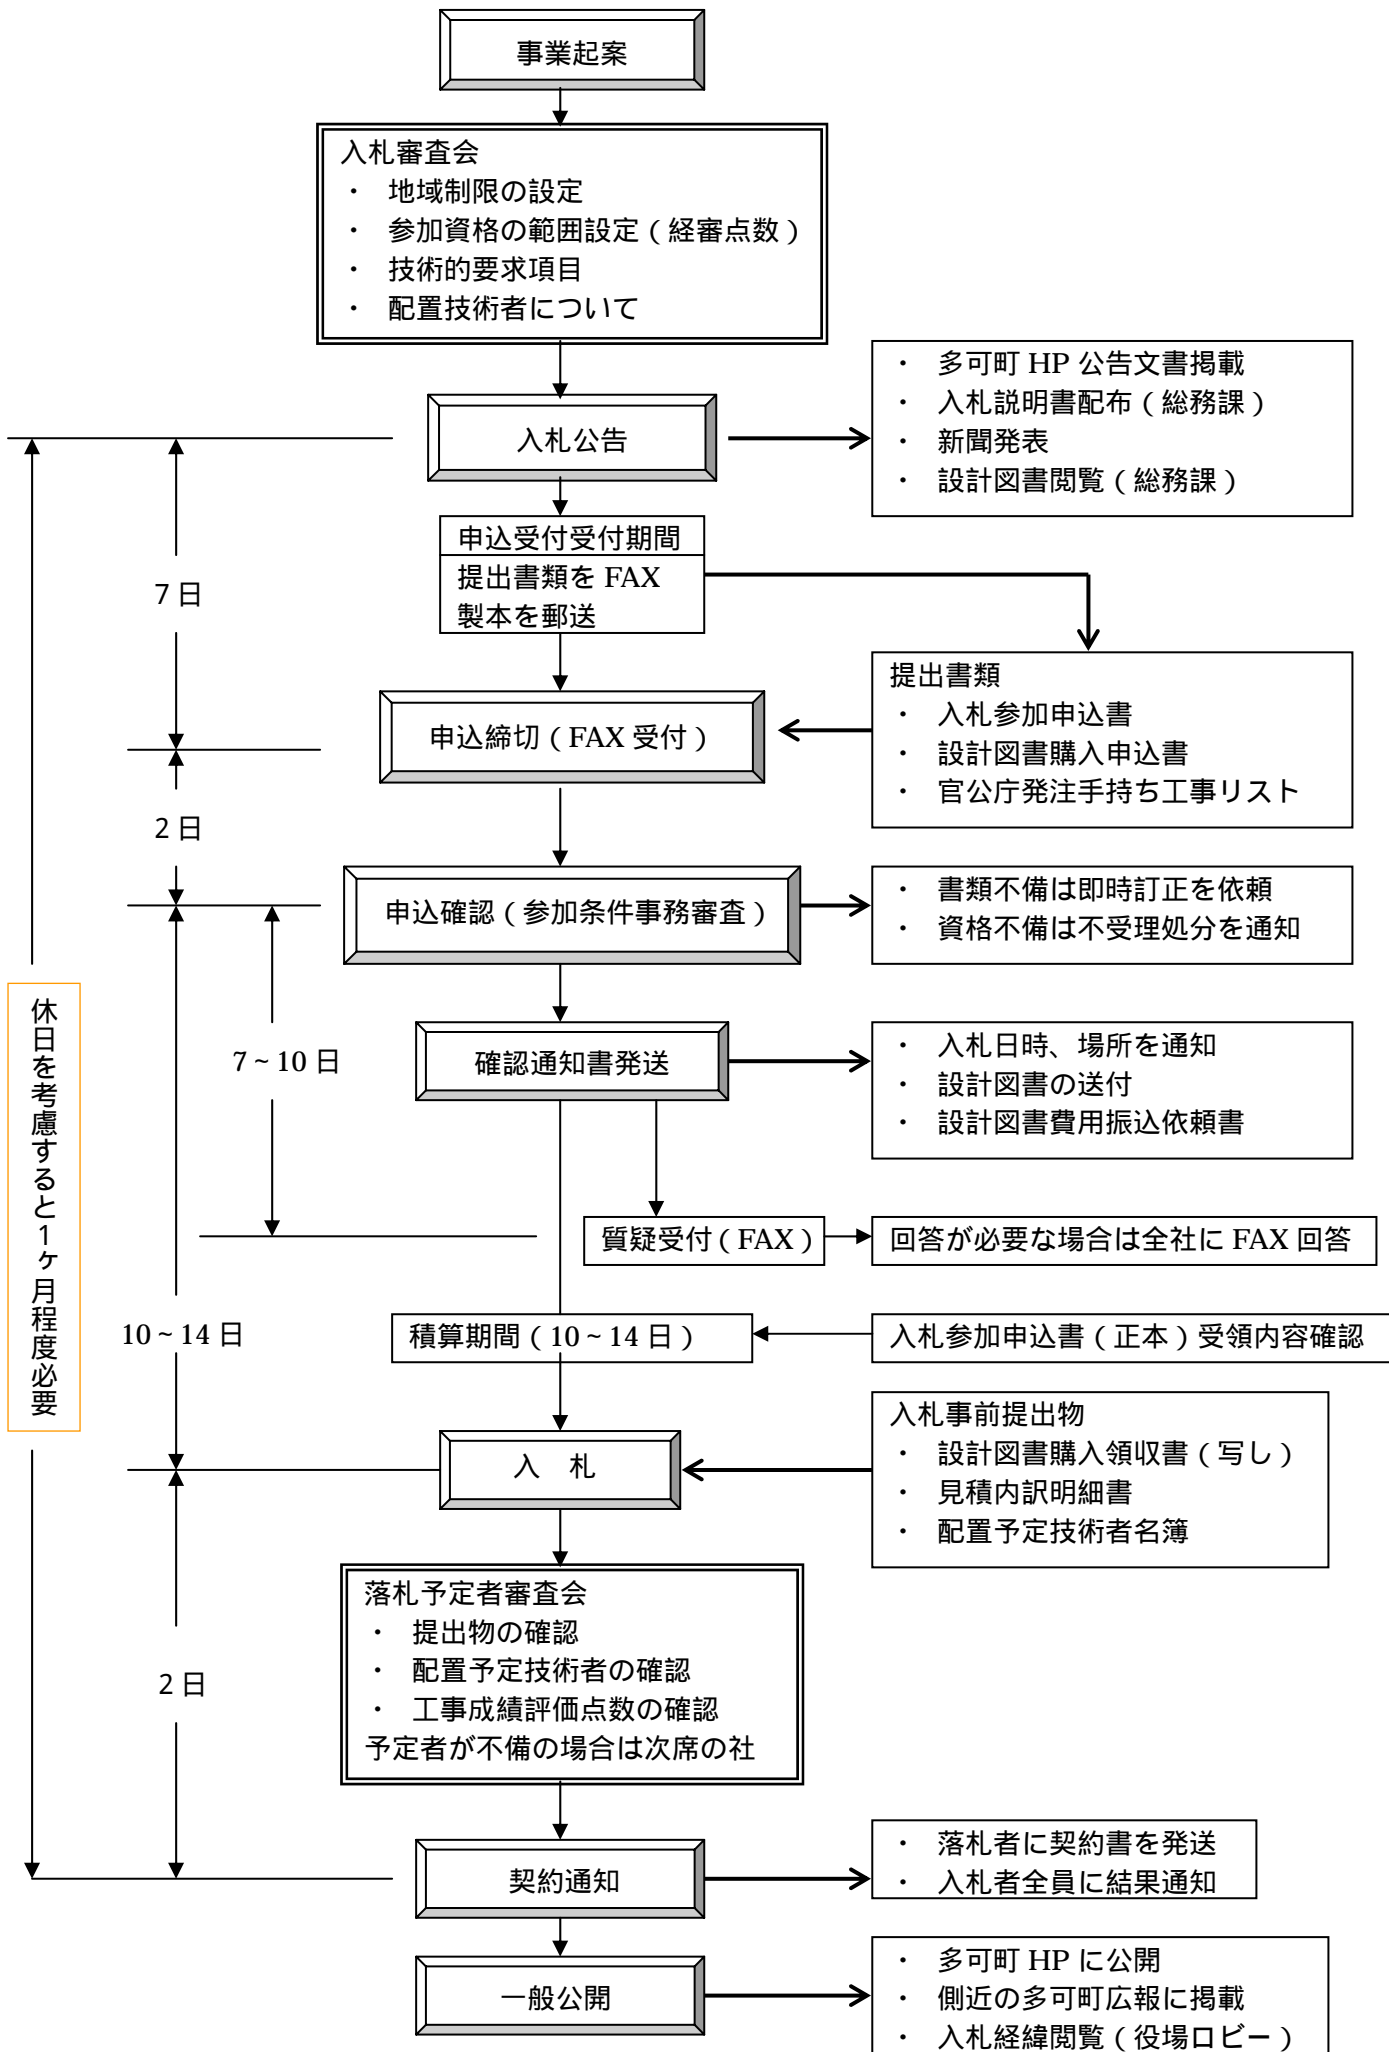 事業起案
入札審査会
・ 地域制限の設定
・ 参加資格の範囲設定（経審点数）
・ 技術的要求項目
・ 配置技術者について
入札公告
・ 多可町 HP 公告文書掲載
・ 入札説明書配布（総務課）
・ 新聞発表
・ 設計図書閲覧（総務課）
申込受付受付期間
提出書類を FAX
製本を郵送
7 日
提出書類
・ 入札参加申込書
・ 設計図書購入申込書
・ 官公庁発注手持ち工事リスト
申込締切（FAX 受付）
2 日
申込確認（参加条件事務審査）
・ 書類不備は即時訂正を依頼
・ 資格不備は不受理処分を通知
休日を考慮すると1ヶ月程度必要
7～10 日
確認通知書発送
・ 入札日時、場所を通知
・ 設計図書の送付
・ 設計図書費用振込依頼書
質疑受付（FAX）
回答が必要な場合は全社に FAX 回答
10～14 日
積算期間（10～14 日）
入札参加申込書（正本）受領内容確認
入　札
入札事前提出物
・ 設計図書購入領収書（写し）
・ 見積内訳明細書
・ 配置予定技術者名簿
落札予定者審査会
・ 提出物の確認
・ 配置予定技術者の確認
・ 工事成績評価点数の確認
予定者が不備の場合は次席の社
2 日
契約通知
・ 落札者に契約書を発送
・ 入札者全員に結果通知
一般公開
・ 多可町 HP に公開
・ 側近の多可町広報に掲載
・ 入札経緯閲覧（役場ロビー）